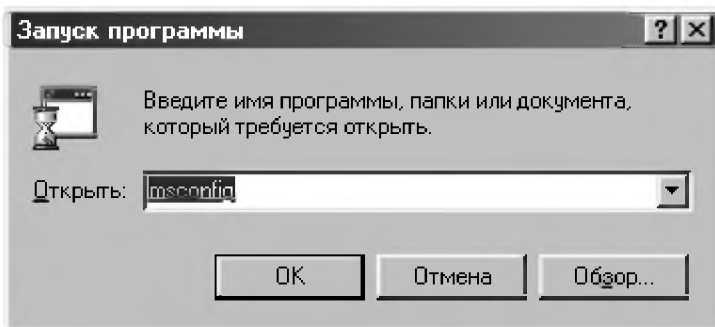 Запуск программы
Введите имя программы, папки или документа,
который требуется открыть.
Открыть: msconfig
OK Отмена Обзор...